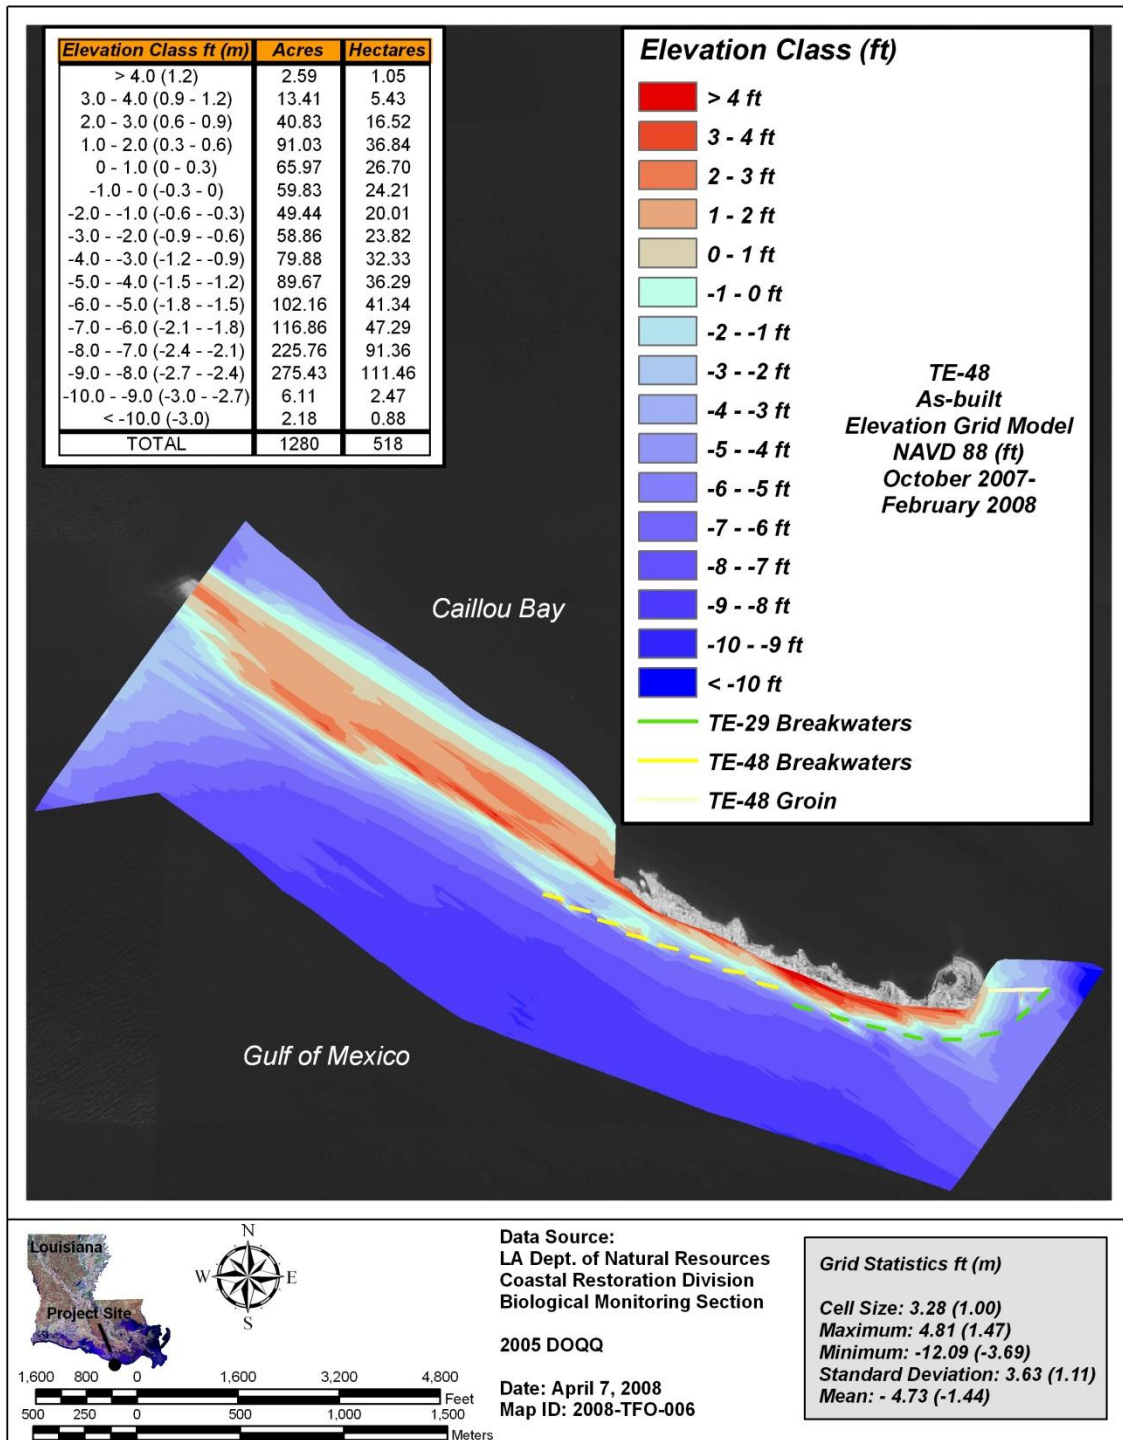 Elevation Class ft (m) Acres Hectares
> 4.0 (1.2) 2.59 1.05
3.0 - 4.0 (0.9 - 1.2) 13.41 5.43
2.0 - 3.0 (0.6 - 0.9) 40.83 16.52
1.0 - 2.0 (0.3 - 0.6) 91.03 36.84
0 - 1.0 (0 - 0.3) 65.97 26.70
-1.0 - 0 (-0.3 - 0) 59.83 24.21
-2.0 - -1.0 (-0.6 - -0.3) 49.44 20.01
-3.0 - -2.0 (-0.9 - -0.6) 58.86 23.82
-4.0 - -3.0 (-1.2 - -0.9) 79.88 32.33
-5.0 - -4.0 (-1.5 - -1.2) 89.67 36.29
-6.0 - -5.0 (-1.8 - -1.5) 102.16 41.34
-7.0 - -6.0 (-2.1 - -1.8) 116.86 47.29
-8.0 - -7.0 (-2.4 - -2.1) 225.76 91.36
-9.0 - -8.0 (-2.7 - -2.4) 275.43 111.46
-10.0 - -9.0 (-3.0 - -2.7) 6.11 2.47
< -10.0 (-3.0) 2.18 0.88
TOTAL 1280 518
Elevation Class (ft)
> 4 ft
3 - 4 ft
2 - 3 ft
1 - 2 ft
0 - 1 ft
-1 - 0 ft
-2 - -1 ft
-3 - -2 ft
-4 - -3 ft
-5 - -4 ft
-6 - -5 ft
-7 - -6 ft
-8 - -7 ft
-9 - -8 ft
-10 - -9 ft
< -10 ft
TE-29 Breakwaters
TE-48 Breakwaters
TE-48 Groin
TE-48
As-built
Elevation Grid Model
NAVD 88 (ft)
October 2007-
February 2008
Caillou Bay
Gulf of Mexico
Louisiana
Project Site
N
W E
S
1,600 800 0 1,600 3,200 4,800
Feet
500 250 0 500 1,000 1,500
Meters
Data Source:
LA Dept. of Natural Resources
Coastal Restoration Division
Biological Monitoring Section
2005 DOQQ
Date: April 7, 2008
Map ID: 2008-TFO-006
Grid Statistics ft (m)
Cell Size: 3.28 (1.00)
Maximum: 4.81 (1.47)
Minimum: -12.09 (-3.69)
Standard Deviation: 3.63 (1.11)
Mean: - 4.73 (-1.44)